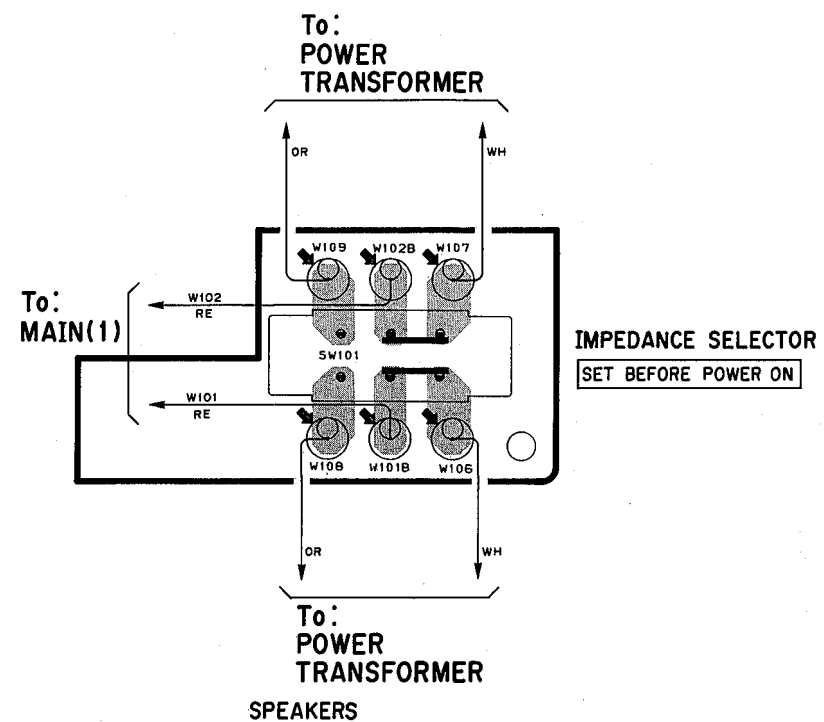 To:
POWER
TRANSFORMER
OR
WH
W109
W102B
W107
To:
MAIN(1)
W102
RE
SW101
IMPEDANCE SELECTOR
SET BEFORE POWER ON
W101
RE
W108
W101B
W106
OR
WH
To:
POWER
TRANSFORMER
SPEAKERS